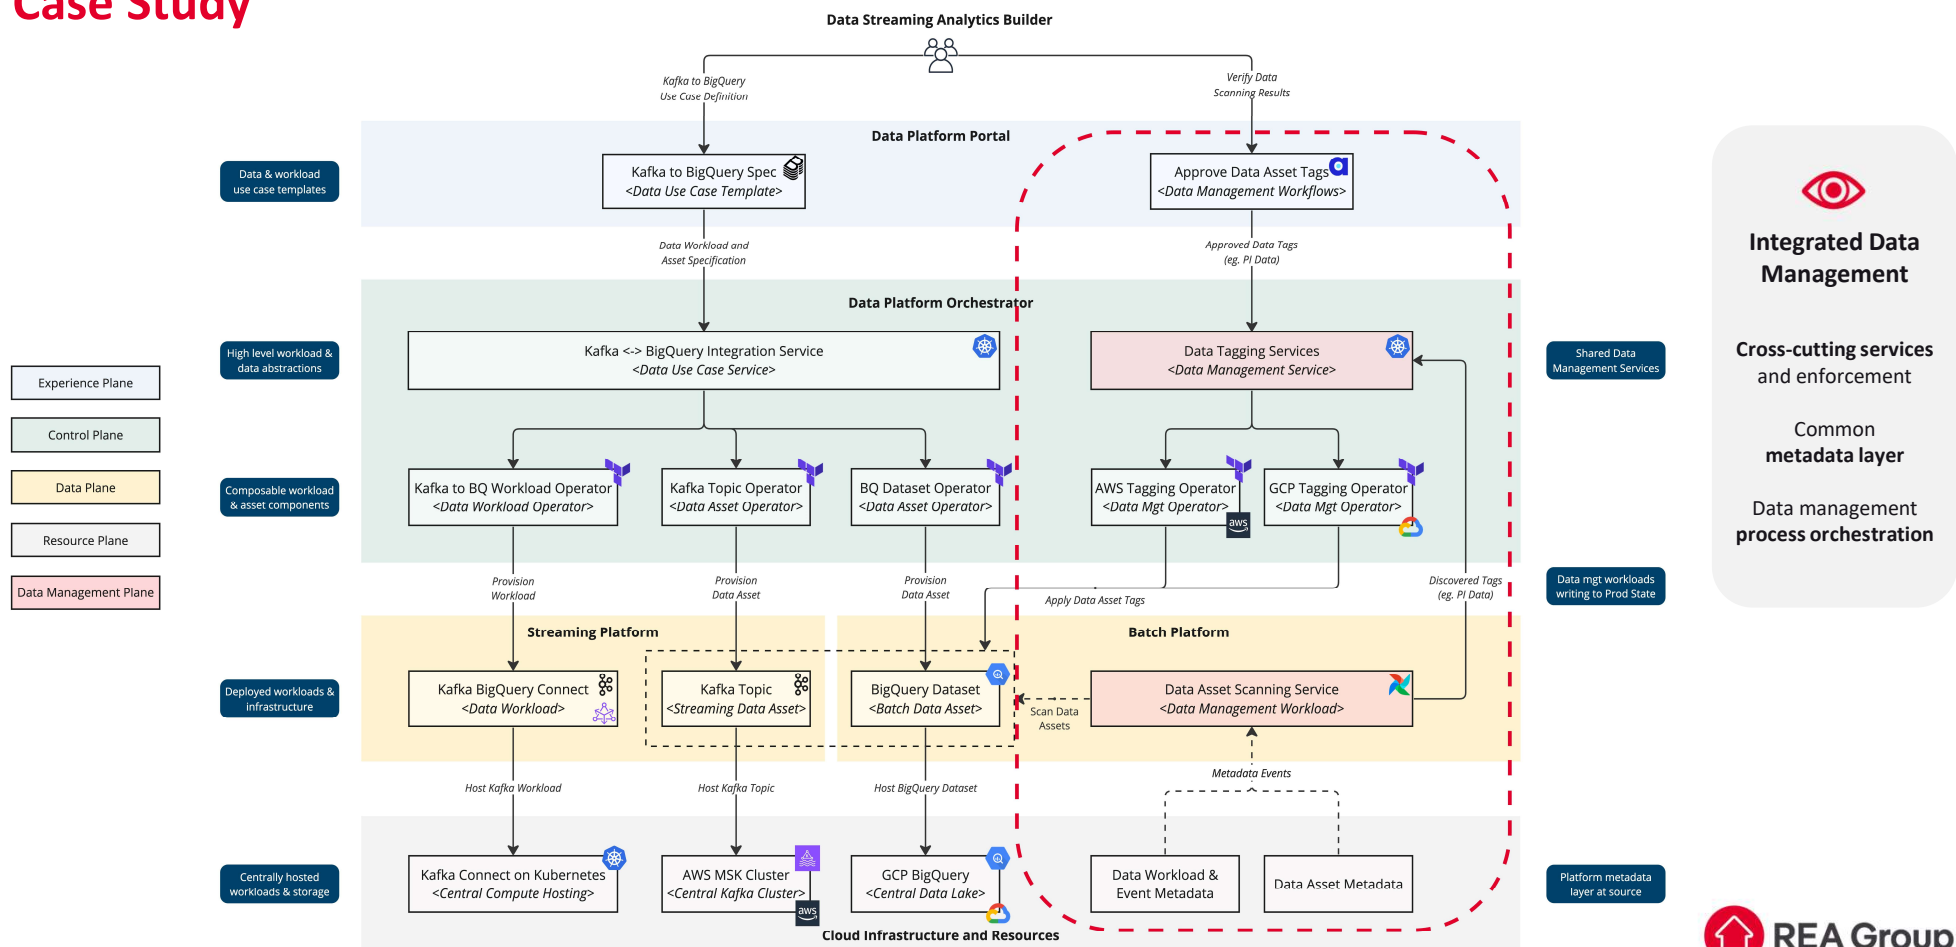 Case Study
Data Streaming Analytics Builder
Kafka to BigQuery
Use Case Definition
Verify Data
Scanning Results
Data Platform Portal
Data & workload
use case templates
Kafka to BigQuery Spec
<Data Use Case Template>
Approve Data Asset Tags
<Data Management Workflows>
Data Workload and
Asset Specification
Approved Data Tags
(eg. PI Data)
Data Platform Orchestrator
High level workload &
data abstractions
Kafka <-> BigQuery Integration Service
<Data Use Case Service>
Data Tagging Services
<Data Management Service>
Shared Data
Management Services
Experience Plane
Control Plane
Data Plane
Resource Plane
Data Management Plane
Composable workload
& asset components
Kafka to BQ Workload Operator
<Data Workload Operator>
Kafka Topic Operator
<Data Asset Operator>
BQ Dataset Operator
<Data Asset Operator>
AWS Tagging Operator
<Data Mgt Operator>
aws
GCP Tagging Operator
<Data Mgt Operator>
Provision
Workload
Provision
Data Asset
Provision
Data Asset
Apply Data Asset Tags
Discovered Tags
(eg. PI Data)
Data mgt workloads
writing to Prod State
Streaming Platform
Batch Platform
Deployed workloads &
infrastructure
Kafka BigQuery Connect
<Data Workload>
Kafka Topic
<Streaming Data Asset>
BigQuery Dataset
<Batch Data Asset>
Scan Data
Assets
Data Asset Scanning Service
<Data Management Workload>
Host Kafka Workload
Host Kafka Topic
Host BigQuery Dataset
Metadata Events
Centrally hosted
workloads & storage
Kafka Connect on Kubernetes
<Central Compute Hosting>
AWS MSK Cluster
<Central Kafka Cluster>
aws
GCP BigQuery
<Central Data Lake>
Data Workload &
Event Metadata
Data Asset Metadata
Platform metadata
layer at source
Cloud Infrastructure and Resources
Integrated Data
Management
Cross-cutting services
and enforcement
Common
metadata layer
Data management
process orchestration
REA Group